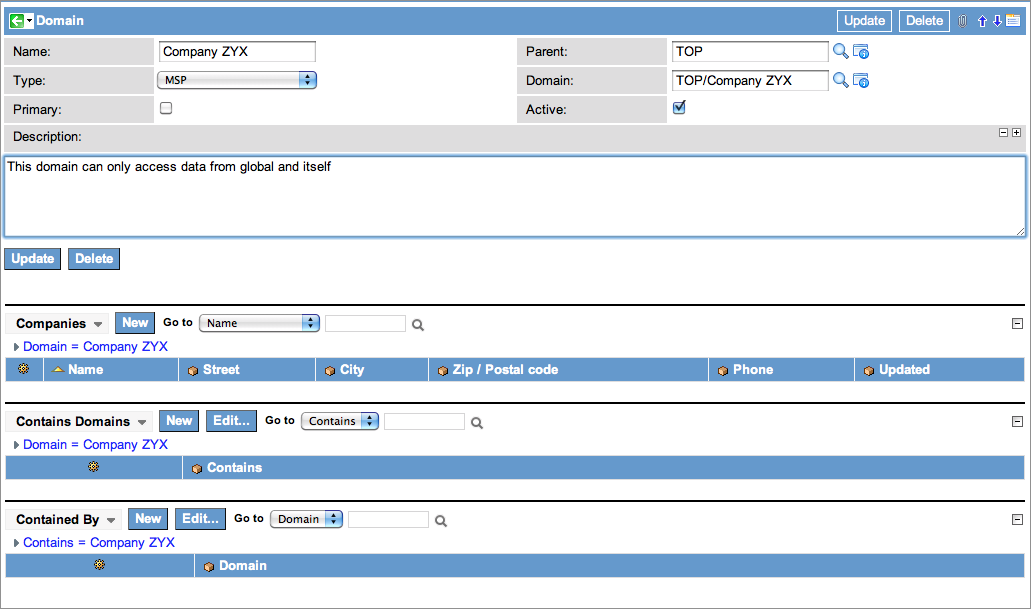 Domain Update Delete
Name: Company ZYX Parent: TOP
Type: MSP Domain: TOP/Company ZYX
Primary: Active:
Description:
This domain can only access data from global and itself
Update Delete
Companies New Go to Name
Domain = Company ZYX
Name Street City Zip / Postal code Phone Updated
Contains Domains New Edit... Go to Contains
Domain = Company ZYX
Contains
Contained By New Edit... Go to Domain
Contains = Company ZYX
Domain